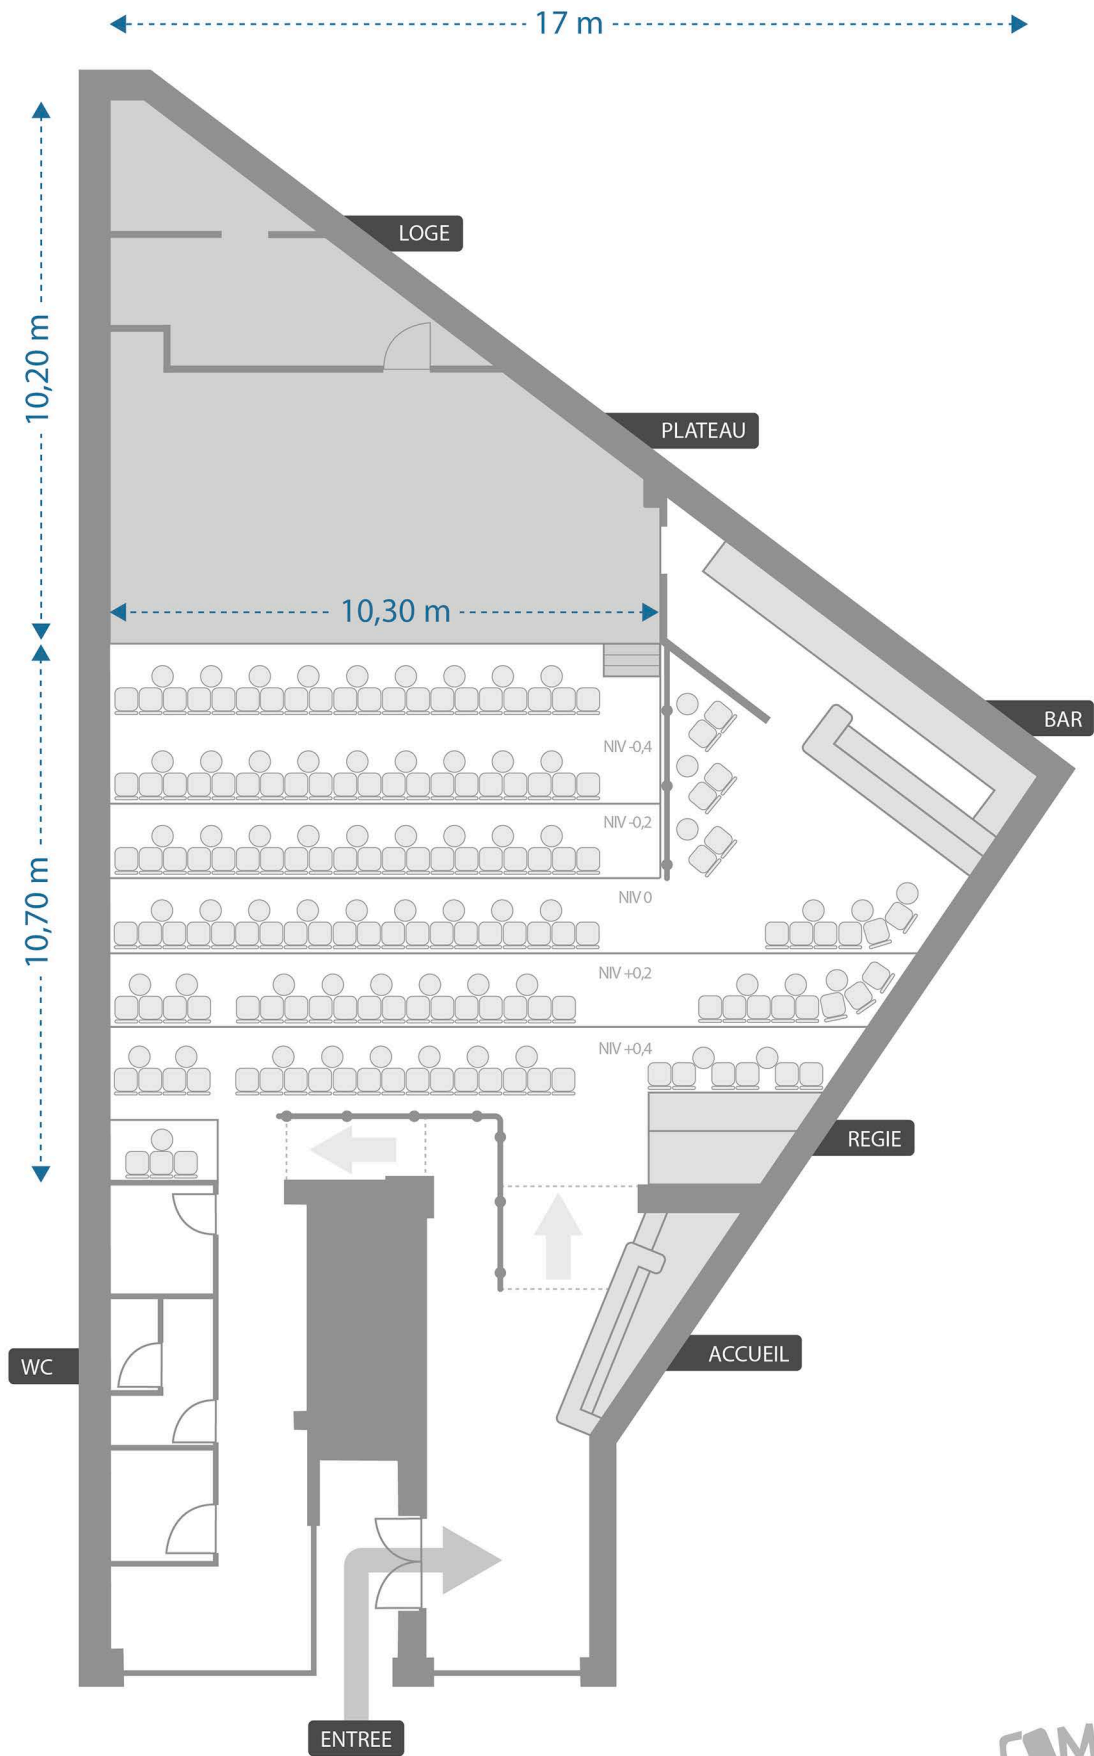 17 m
LOGE
10,20 m
PLATEAU
10,30 m
BAR
NIV -0,4
NIV -0,2
10,70 m
NIV 0
NIV +0,2
NIV +0,4
REGIE
WC
ACCUEIL
ENTREE